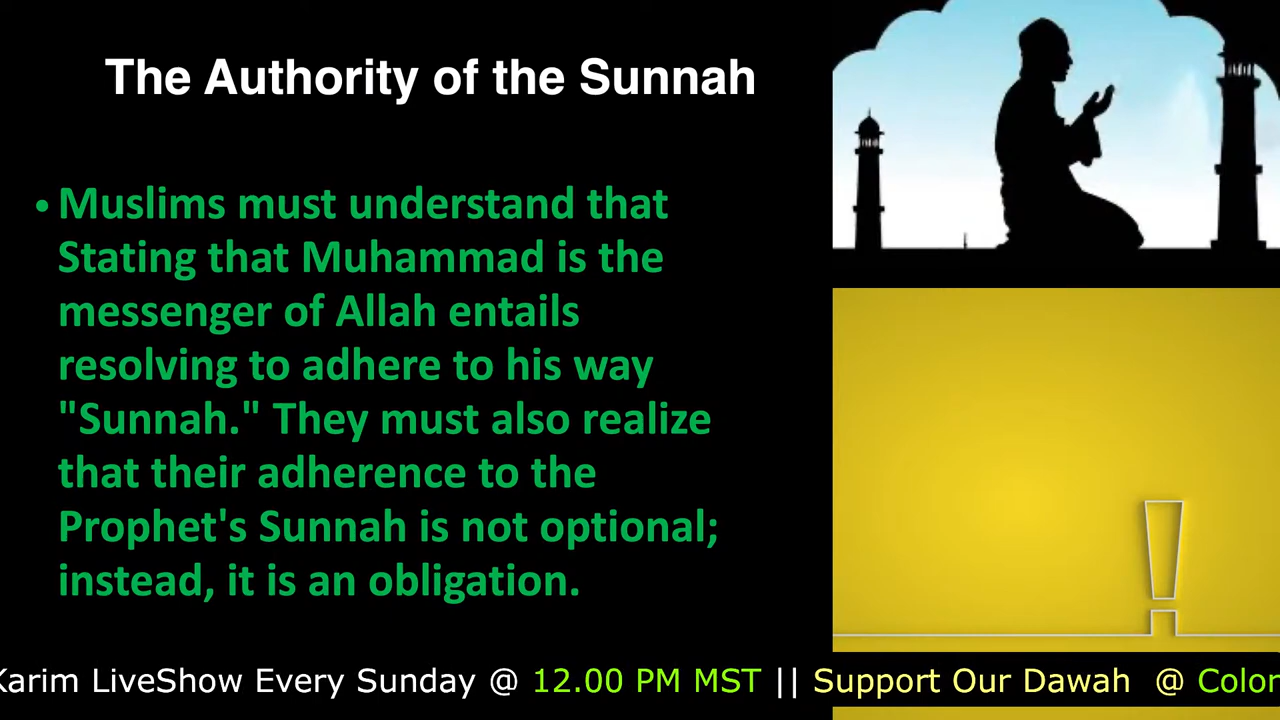 The Authority of the Sunnah
• Muslims must understand that
Stating that Muhammad is the
messenger of Allah entails
resolving to adhere to his way
"Sunnah." They must also realize
that their adherence to the
Prophet's Sunnah is not optional;
instead, it is an obligation.
Karim LiveShow Every Sunday @ 12.00 PM MST || Support Our Dawah @ Color